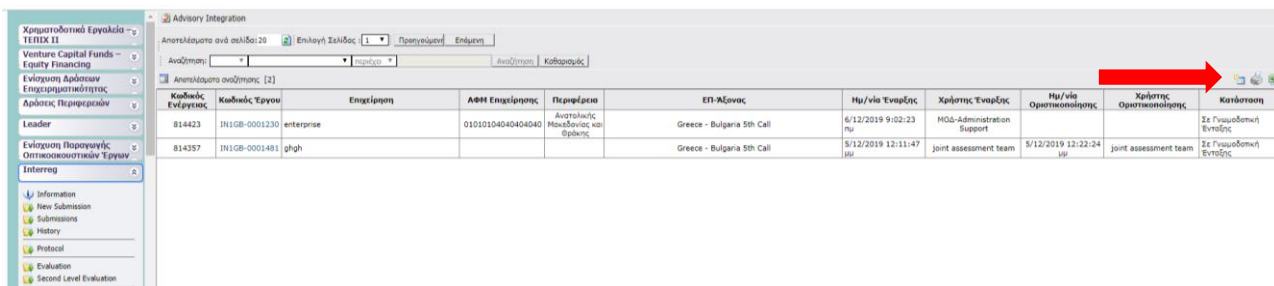 Χρηματοδοτικά Εργαλεία –
ΤΕΠΙΧ ΙΙ
Venture Capital Funds –
Equity Financing
Ενίσχυση Δράσεων
Επιχειρηματικότητας
Δράσεις Περιφερειών
Leader
Ενίσχυση Παραγωγής
Οπτικοακουστικών Έργων
Interreg
Information
New Submission
Submissions
History
Protocol
Evaluation
Second Level Evaluation
Advisory Integration
Αποτελέσματα ανά σελίδα: 20 Επιλογή Σελίδας : 1 Προηγούμενη Επόμενη
Αναζήτηση: περιέχο Αναζήτηση Καθαρισμός
Αποτελέσματα αναζήτησης [2]
Κωδικός Ενέργειας Κωδικός Έργου Επιχείρηση ΑΦΜ Επιχείρησης Περιφέρεια ΕΠ-Άξονας Ημ/νία Έναρξης Χρήστης Έναρξης Ημ/νία Οριστικοποίησης Χρήστης Οριστικοποίησης Κατάσταση
814423 IN1GB-0001230 enterprise 01010104040404040 Ανατολικής Μακεδονίας και Θράκης Greece - Bulgaria 5th Call 6/12/2019 9:02:23 πμ ΜΟΔ-Administration Support Σε Γνωμοδοτική Ένταξης
814357 IN1GB-0001481 ghgh Greece - Bulgaria 5th Call 5/12/2019 12:11:47 μμ joint assessment team 5/12/2019 12:22:24 μμ joint assessment team Σε Γνωμοδοτική Ένταξης